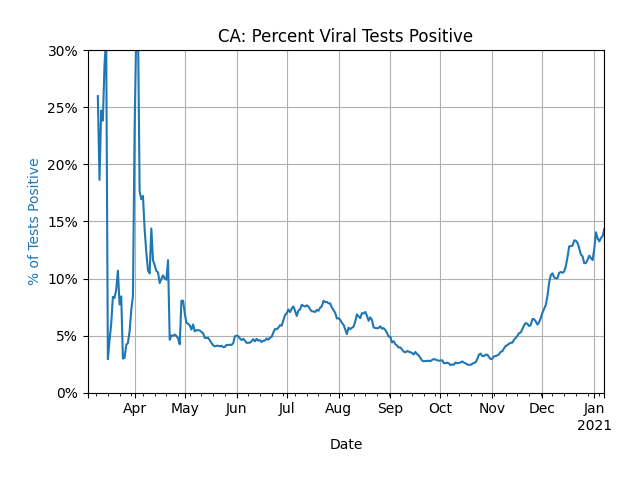 CA: Percent Viral Tests Positive
30%
25%
20%
15%
10%
5%
0%
% of Tests Positive
Apr May Jun Jul Aug Sep Oct Nov Dec Jan
2021
Date